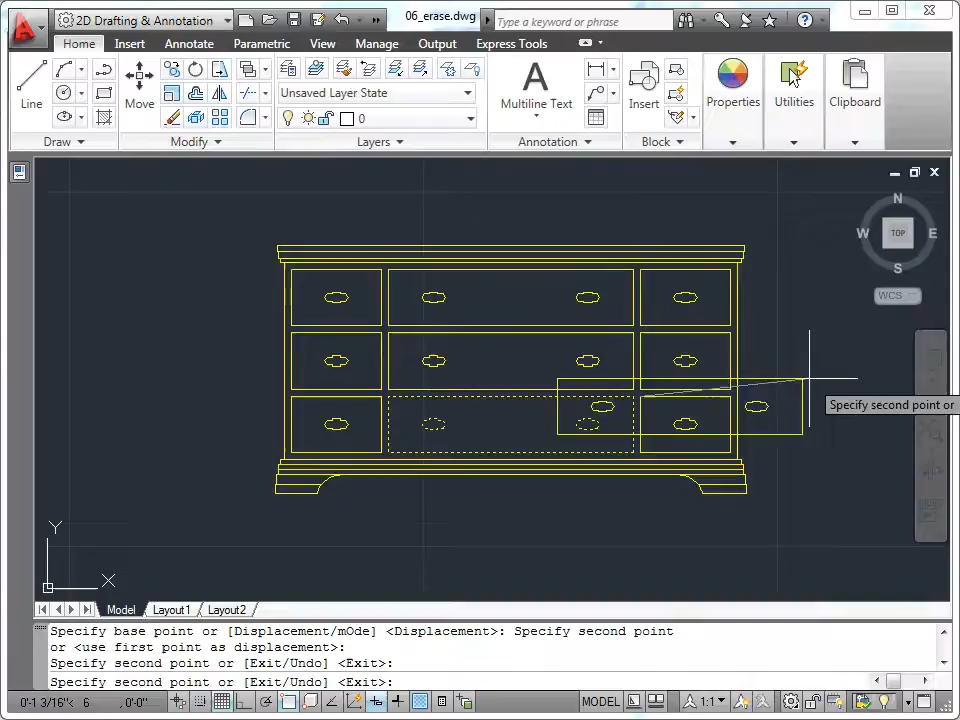 2D Drafting & Annotation
06_erase.dwg
Type a keyword or phrase
Home
Insert
Annotate
Parametric
View
Manage
Output
Express Tools
Line
Move
Unsaved Layer State
0
Multiline Text
Insert
Properties
Utilities
Clipboard
Draw
Modify
Layers
Annotation
Block
N
W
TOP
E
S
WCS
Specify second point or
Y
X
Model
Layout1
Layout2
Specify base point or [Displacement/mOde] <Displacement>: Specify second point
or <use first point as displacement>:
Specify second point or [Exit/Undo] <Exit>:
Specify second point or [Exit/Undo] <Exit>:
0'-1 3/16"< 6 , 0'-0"
MODEL
1:1